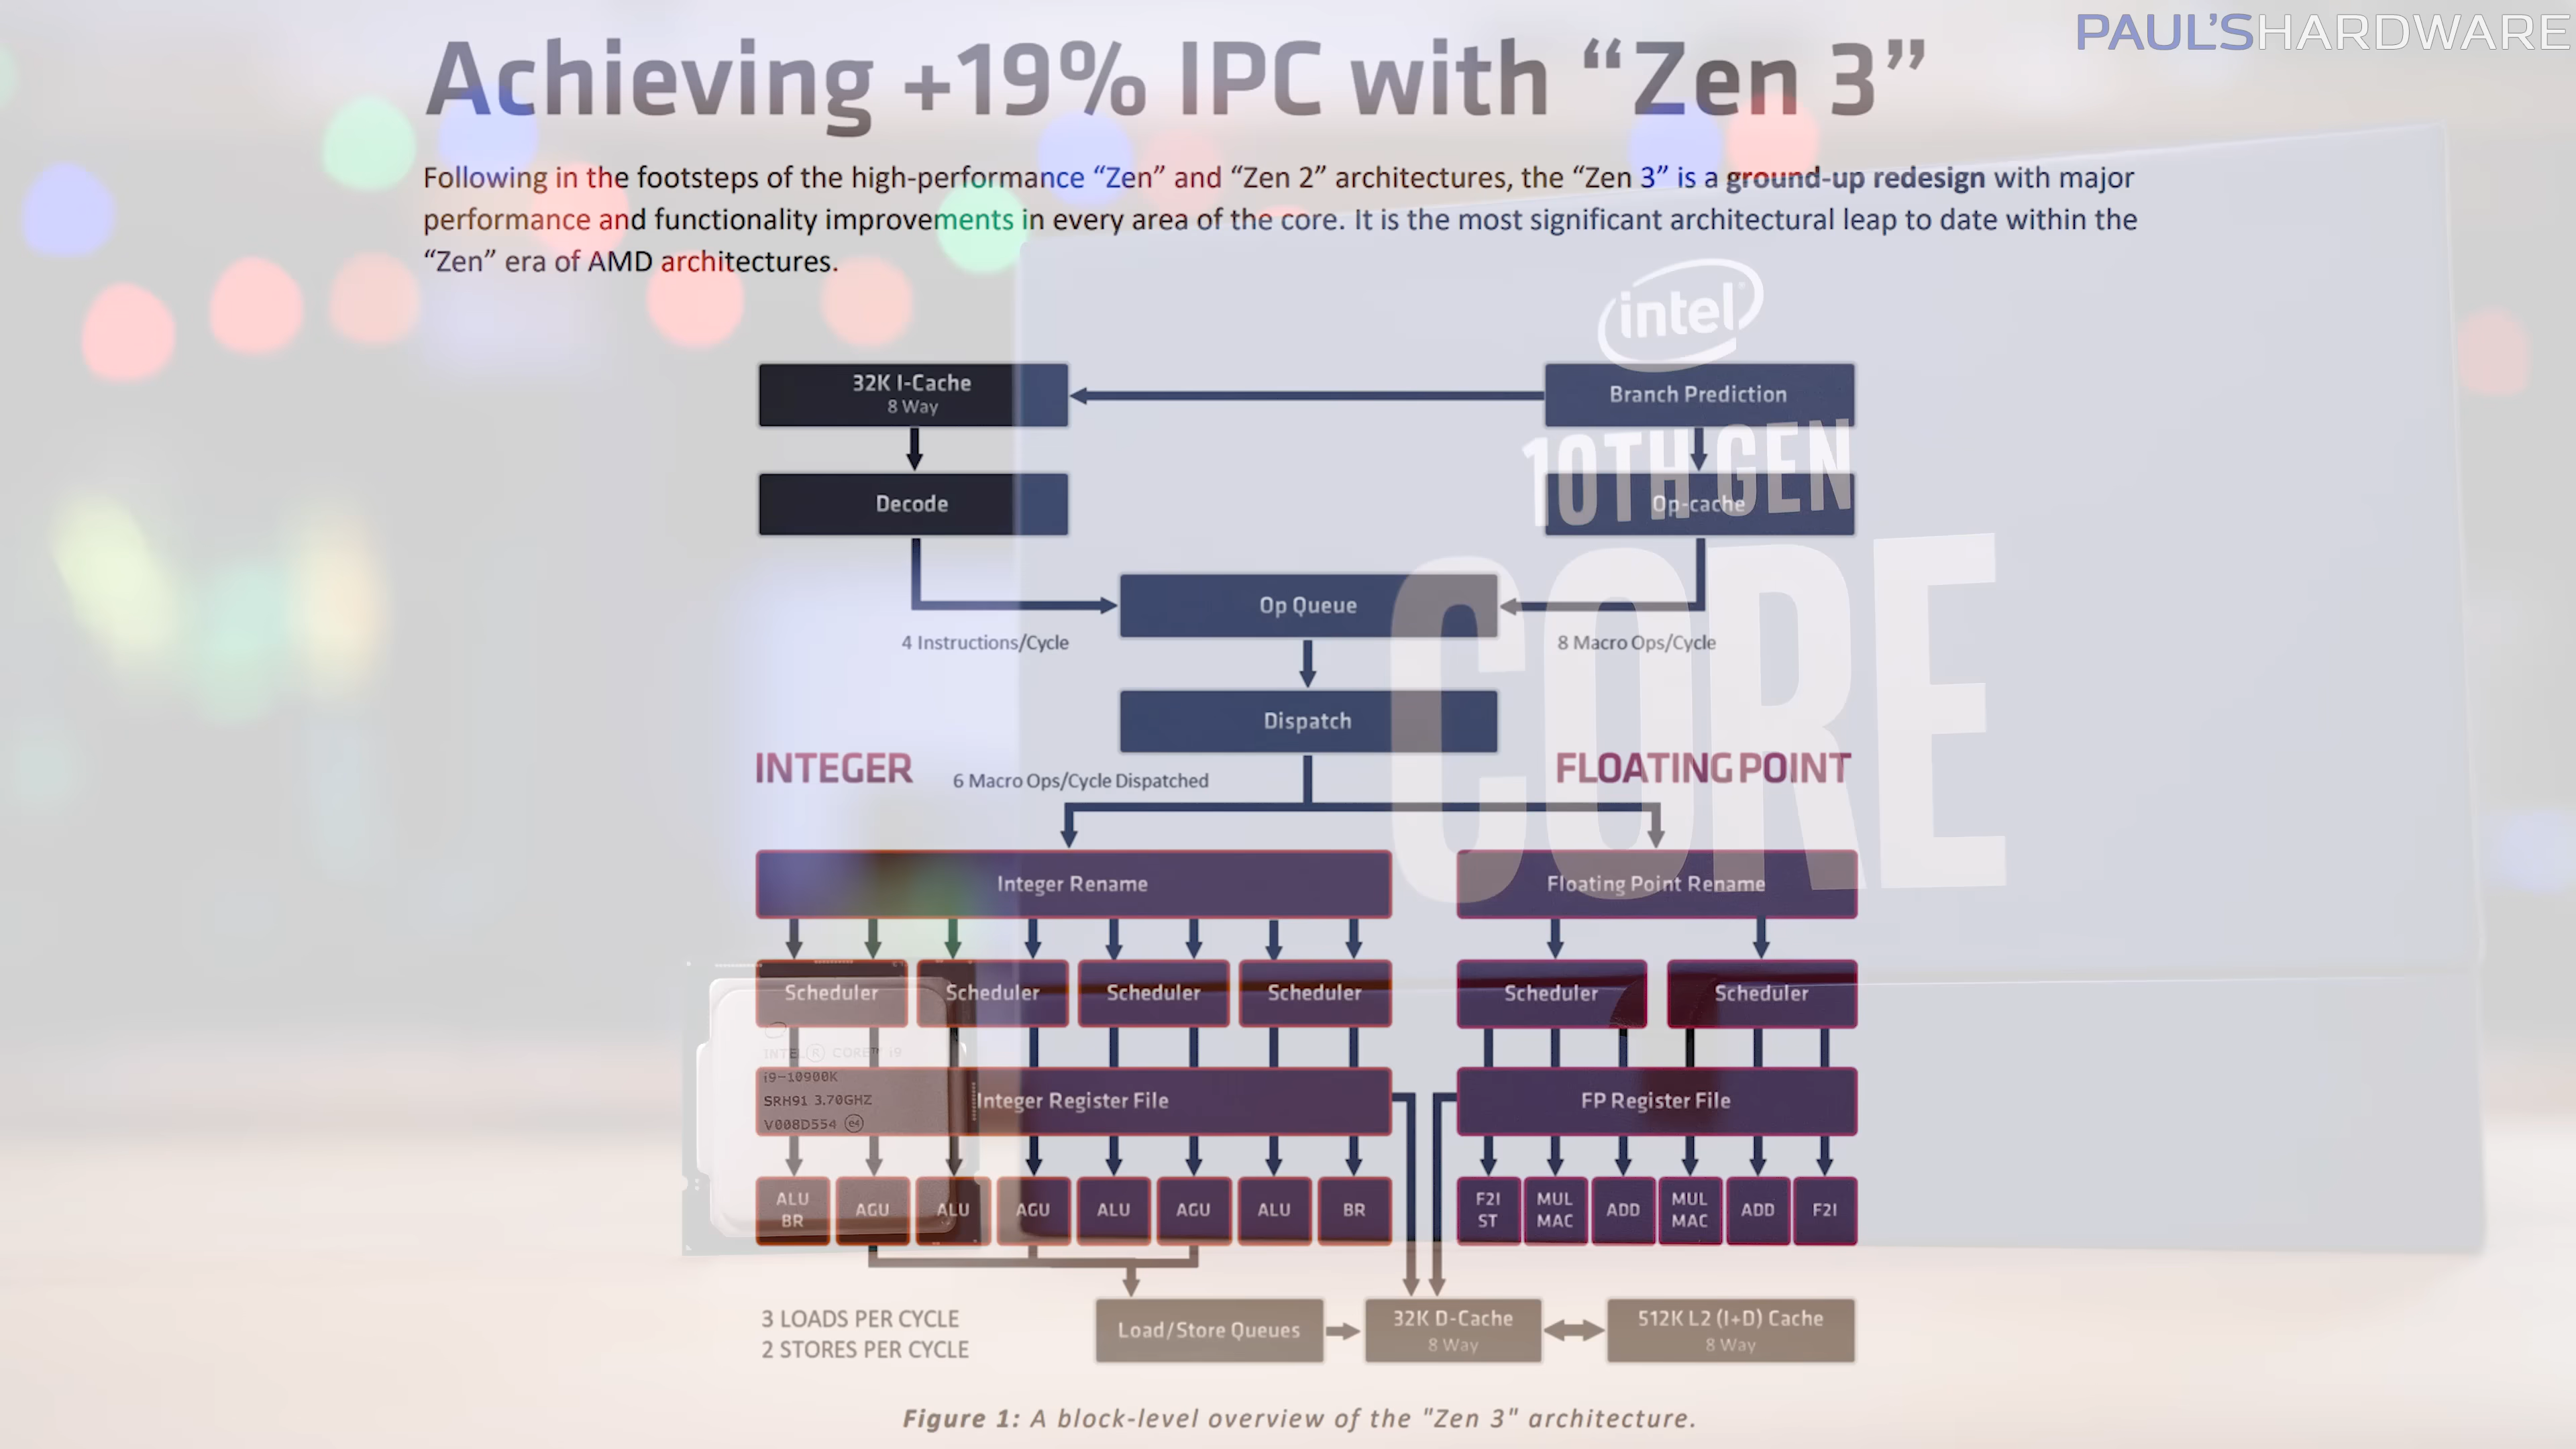 PAUL'SHARDWARE
Achieving +19% IPC with “Zen 3”
Following in the footsteps of the high-performance “Zen” and “Zen 2” architectures, the “Zen 3” is a ground-up redesign with major
performance and functionality improvements in every area of the core. It is the most significant architectural leap to date within the
“Zen” era of AMD architectures.
intel
10TH GEN
CORE
32K I-Cache
8 Way
Branch Prediction
Decode
Op-cache
Op Queue
4 Instructions/Cycle
8 Macro Ops/Cycle
Dispatch
INTEGER
6 Macro Ops/Cycle Dispatched
FLOATING POINT
Integer Rename
Floating Point Rename
Scheduler
Scheduler
Scheduler
Scheduler
Scheduler
Scheduler
INTEL® CORE™ i9
i9-10900K
SRH91 3.70GHZ
V008D554 e4
Integer Register File
FP Register File
ALU
BR
AGU
ALU
AGU
ALU
AGU
ALU
BR
F2I
ST
MUL
MAC
ADD
MUL
MAC
ADD
F2I
3 LOADS PER CYCLE
2 STORES PER CYCLE
Load/Store Queues
32K D-Cache
8 Way
512K L2 (I+D) Cache
8 Way
Figure 1: A block-level overview of the "Zen 3" architecture.